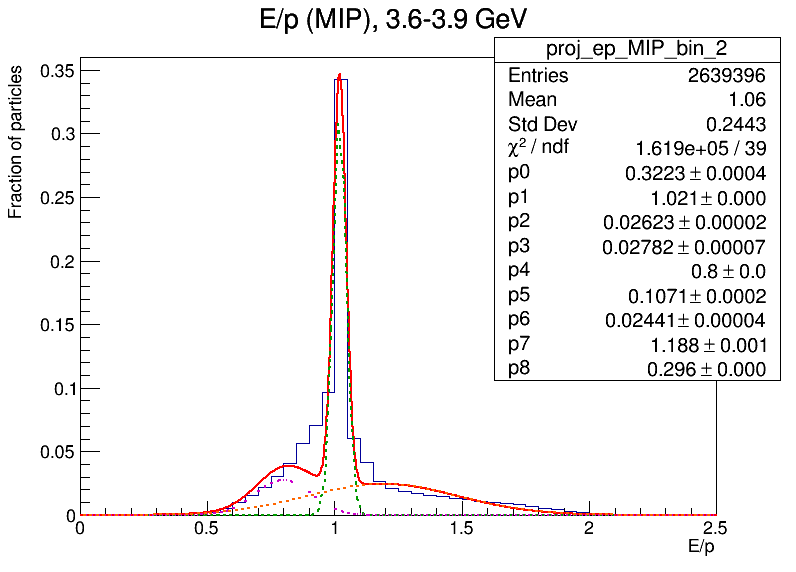 E/p (MIP), 3.6-3.9 GeV
proj_ep_MIP_bin_2
Entries 2639396
Mean 1.06
Std Dev 0.2443
χ² / ndf 1.619e+05 / 39
p0 0.3223 ± 0.0004
p1 1.021 ± 0.000
p2 0.02623 ± 0.00002
p3 0.02782 ± 0.00007
p4 0.8 ± 0.0
p5 0.1071 ± 0.0002
p6 0.02441 ± 0.00004
p7 1.188 ± 0.001
p8 0.296 ± 0.000
Fraction of particles
0.35
0.3
0.25
0.2
0.15
0.1
0.05
0
0 0.5 1 1.5 2 2.5
E/p